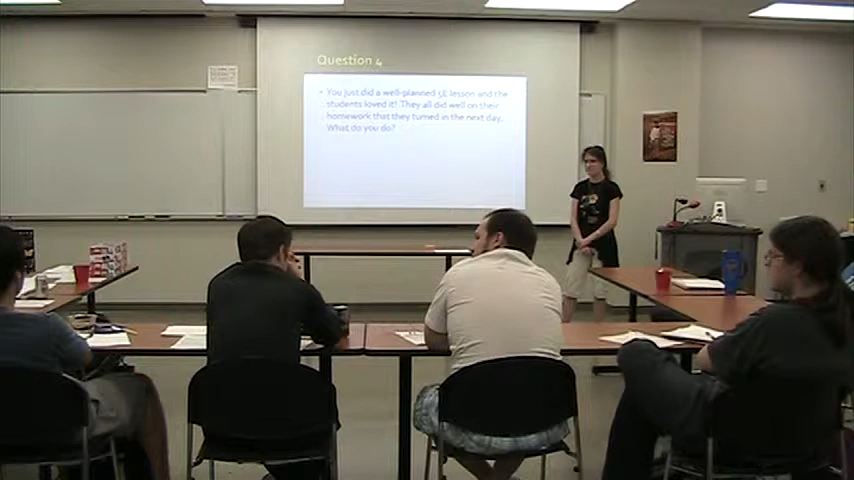 Question 4
You just did a well-planned 5E lesson and the
students loved it! They all did well on their
homework that they turned in the next day.
What do you do?